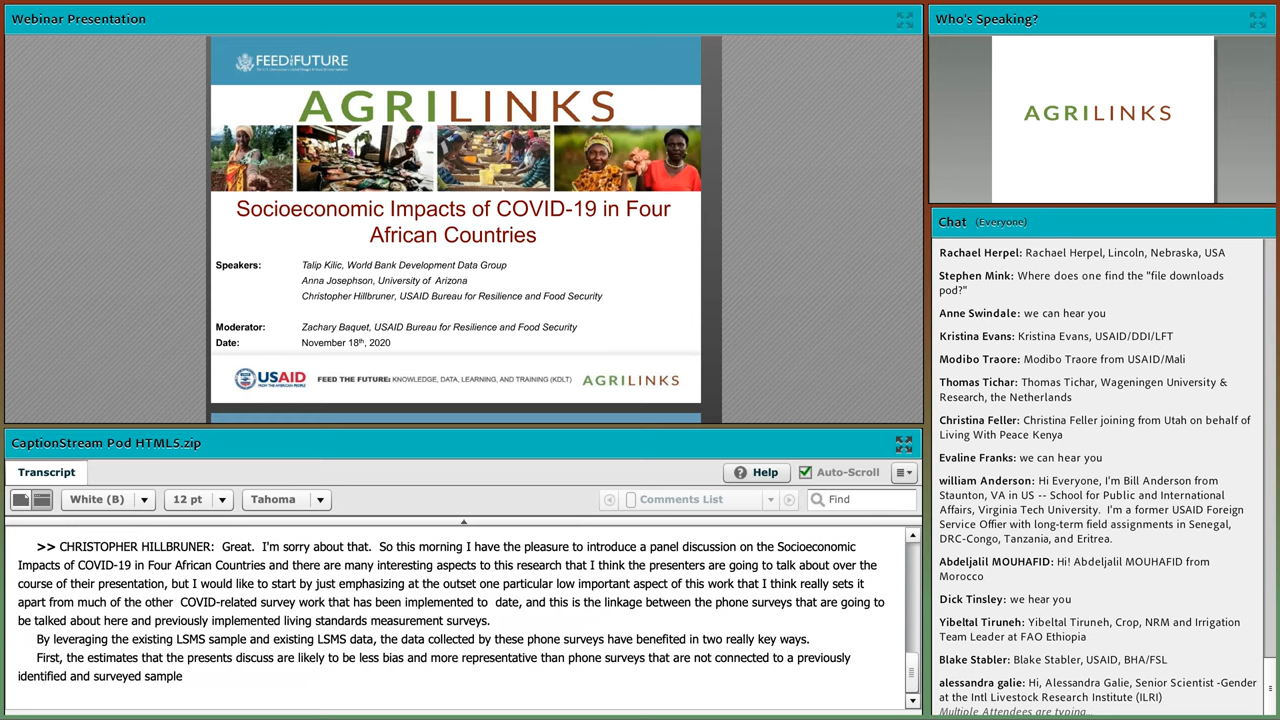 Webinar Presentation
FEED THE FUTURE
AGRILINKS
Socioeconomic Impacts of COVID-19 in Four
African Countries
Speakers: Talip Kilic, World Bank Development Data Group
Anna Josephson, University of Arizona
Christopher Hillbruner, USAID Bureau for Resilience and Food Security
Moderator: Zachary Baquet, USAID Bureau for Resilience and Food Security
Date: November 18th, 2020
USAID
FROM THE AMERICAN PEOPLE
FEED THE FUTURE: KNOWLEDGE, DATA, LEARNING, AND TRAINING (KDLT)
AGRILINKS
CaptionStream Pod HTML5.zip
Transcript
Help
Auto-Scroll
White (B)
12 pt
Tahoma
Comments List
Find
>> CHRISTOPHER HILLBRUNER: Great. I'm sorry about that. So this morning I have the pleasure to introduce a panel discussion on the Socioeconomic
Impacts of COVID-19 in Four African Countries and there are many interesting aspects to this research that I think the presenters are going to talk about over the
course of their presentation, but I would like to start by just emphasizing at the outset one particular low important aspect of this work that I think really sets it
apart from much of the other COVID-related survey work that has been implemented to date, and this is the linkage between the phone surveys that are going to
be talked about here and previously implemented living standards measurement surveys.
By leveraging the existing LSMS sample and existing LSMS data, the data collected by these phone surveys have benefited in two really key ways.
First, the estimates that the presents discuss are likely to be less bias and more representative than phone surveys that are not connected to a previously
identified and surveyed sample
Who's Speaking?
AGRILINKS
Chat (Everyone)
Rachael Herpel: Rachael Herpel, Lincoln, Nebraska, USA
Stephen Mink: Where does one find the "file downloads
pod?"
Anne Swindale: we can hear you
Kristina Evans: Kristina Evans, USAID/DDI/LFT
Modibo Traore: Modibo Traore from USAID/Mali
Thomas Tichar: Thomas Tichar, Wageningen University &
Research, the Netherlands
Christina Feller: Christina Feller joining from Utah on behalf of
Living With Peace Kenya
Evaline Franks: we can hear you
william Anderson: Hi Everyone, I'm Bill Anderson from
Staunton, VA in US -- School for Public and International
Affairs, Virginia Tech University. I'm a former USAID Foreign
Service Offier with long-term field assignments in Senegal,
DRC-Congo, Tanzania, and Eritrea.
Abdeljalil MOUHAFID: Hi! Abdeljalil MOUHAFID from
Morocco
Dick Tinsley: we hear you
Yibeltal Tiruneh: Yibeltal Tiruneh, Crop, NRM and Irrigation
Team Leader at FAO Ethiopia
Blake Stabler: Blake Stabler, USAID, BHA/FSL
alessandra galie: Hi, Alessandra Galie, Senior Scientist -Gender
at the Intl Livestock Research Institute (ILRI)
Multiple Attendees are typing...